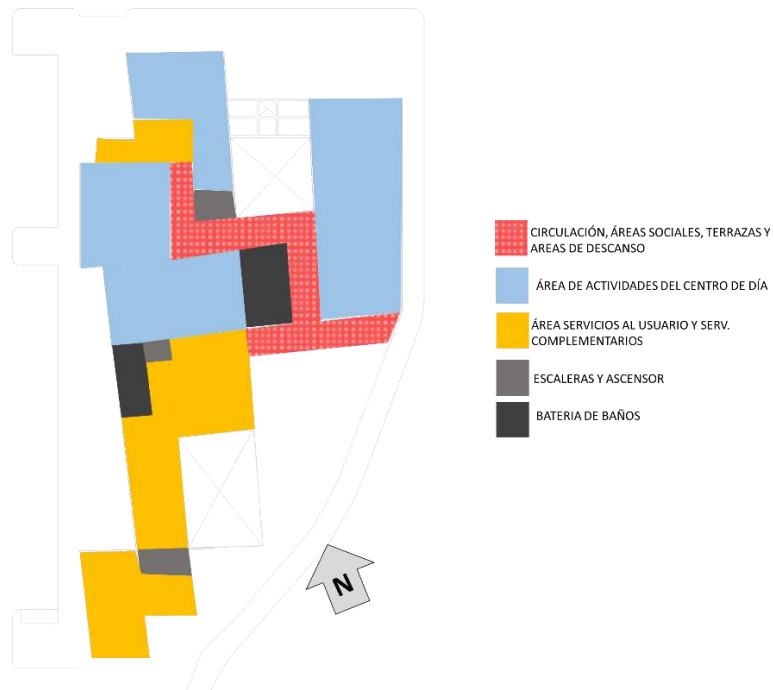 CIRCULACIÓN, ÁREAS SOCIALES, TERRAZAS Y
AREAS DE DESCANSO
ÁREA DE ACTIVIDADES DEL CENTRO DE DÍA
ÁREA SERVICIOS AL USUARIO Y SERV.
COMPLEMENTARIOS
ESCALERAS Y ASCENSOR
BATERIA DE BAÑOS
N